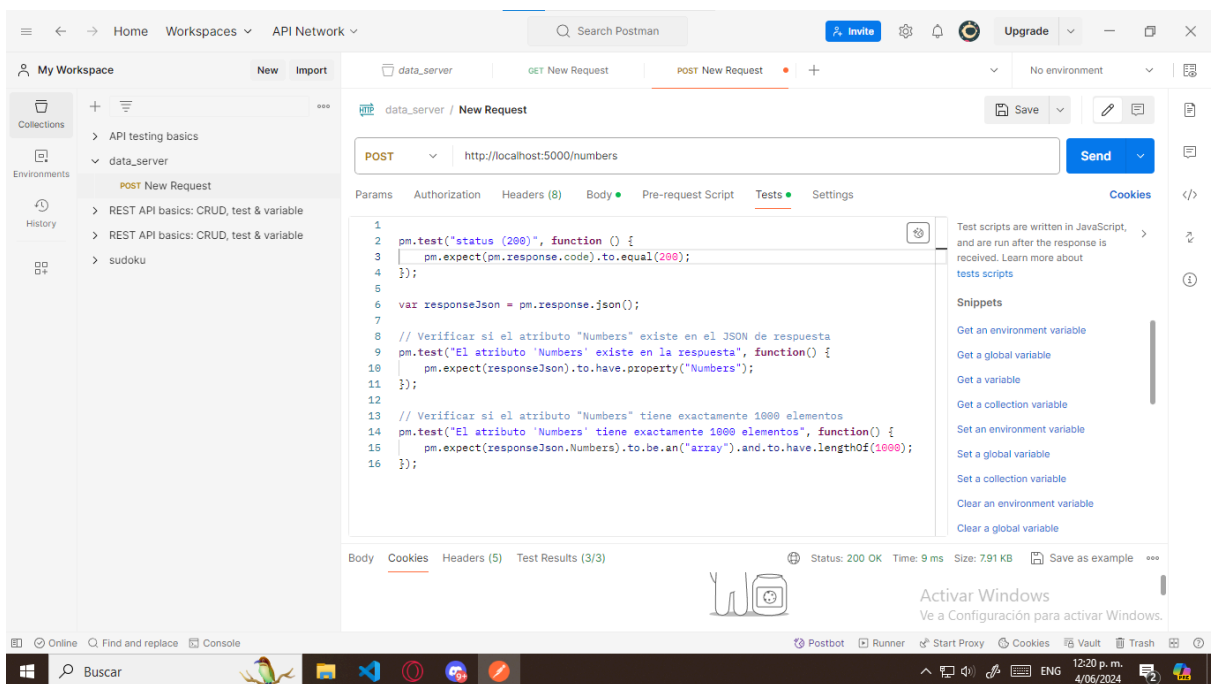 Home Workspaces API Network Search Postman Invite Upgrade
My Workspace New Import data_server GET New Request POST New Request No environment
Collections
Environments
History
API testing basics
data_server
POST New Request
REST API basics: CRUD, test & variable
REST API basics: CRUD, test & variable
sudoku
HTTP data_server / New Request Save
POST http://localhost:5000/numbers Send
Params Authorization Headers (8) Body Pre-request Script Tests Settings Cookies
1
2 pm.test("status (200)", function () {
3 pm.expect(pm.response.code).to.equal(200);
4 });
5
6 var responseJson = pm.response.json();
7
8 // Verificar si el atributo "Numbers" existe en el JSON de respuesta
9 pm.test("El atributo 'Numbers' existe en la respuesta", function() {
10 pm.expect(responseJson).to.have.property("Numbers");
11 });
12
13 // Verificar si el atributo "Numbers" tiene exactamente 1000 elementos
14 pm.test("El atributo 'Numbers' tiene exactamente 1000 elementos", function() {
15 pm.expect(responseJson.Numbers).to.be.an("array").and.to.have.lengthOf(1000);
16 });
Test scripts are written in JavaScript,
and are run after the response is
received. Learn more about
tests scripts
Snippets
Get an environment variable
Get a global variable
Get a variable
Get a collection variable
Set an environment variable
Set a global variable
Set a collection variable
Clear an environment variable
Clear a global variable
Body Cookies Headers (5) Test Results (3/3) Status: 200 OK Time: 9 ms Size: 7.91 KB Save as example
Activar Windows
Ve a Configuración para activar Windows.
Online Find and replace Console Postbot Runner Start Proxy Cookies Vault Trash
Buscar ENG 12:20 p. m.
4/06/2024